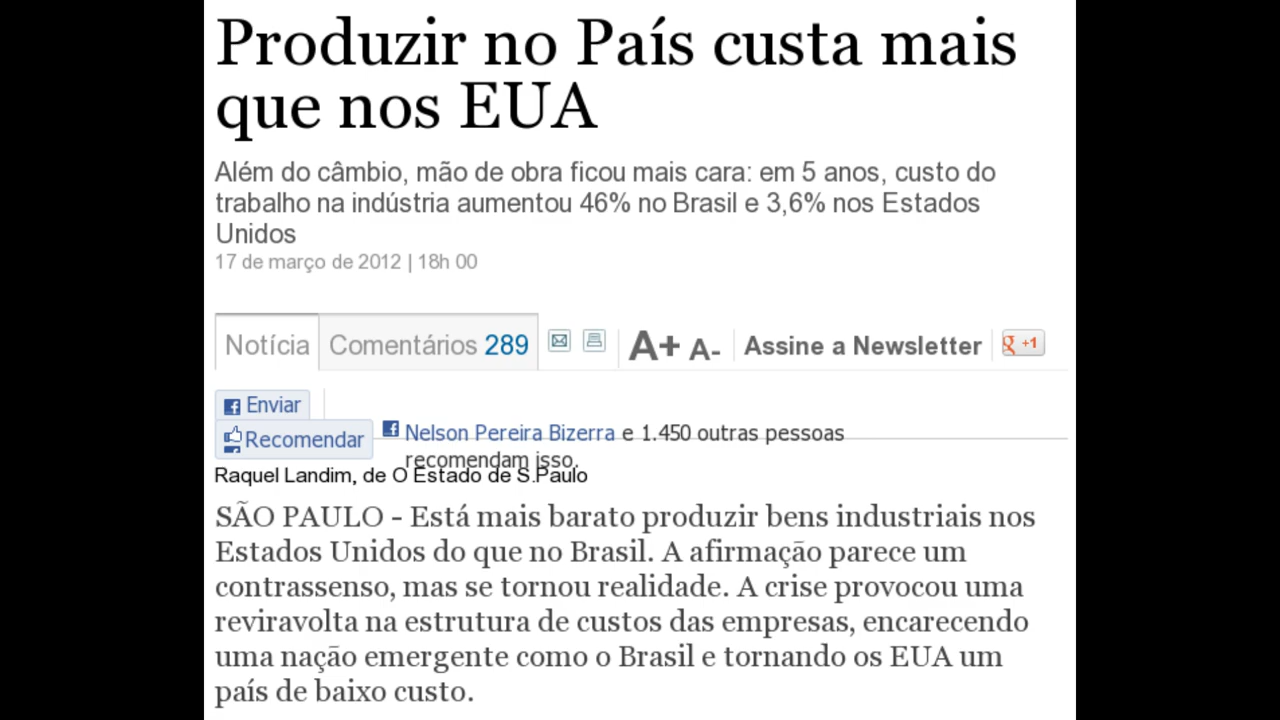 Produzir no País custa mais
que nos EUA
Além do câmbio, mão de obra ficou mais cara: em 5 anos, custo do
trabalho na indústria aumentou 46% no Brasil e 3,6% nos Estados
Unidos
17 de março de 2012 | 18h 00
Notícia Comentários 289 A+ A- Assine a Newsletter g +1
Enviar
Recomendar Nelson Pereira Bizerra e 1.450 outras pessoas
recomendam isso.
Raquel Landim, de O Estado de S.Paulo
SÃO PAULO - Está mais barato produzir bens industriais nos
Estados Unidos do que no Brasil. A afirmação parece um
contrassenso, mas se tornou realidade. A crise provocou uma
reviravolta na estrutura de custos das empresas, encarecendo
uma nação emergente como o Brasil e tornando os EUA um
país de baixo custo.